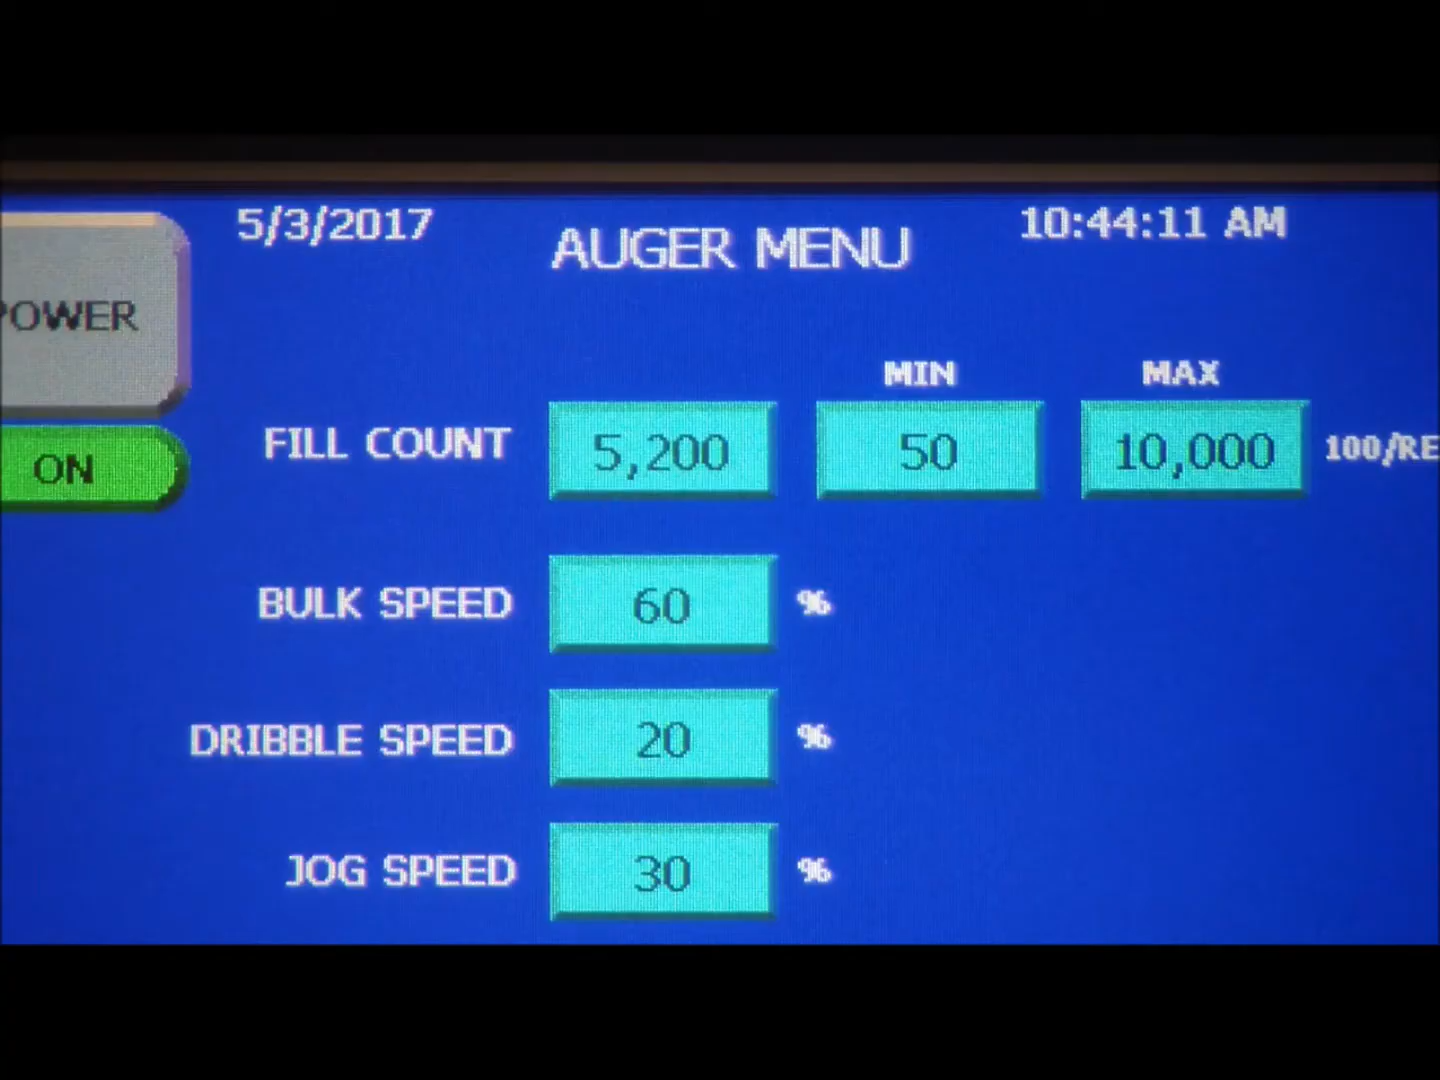 5/3/2017
AUGER MENU
10:44:11 AM
POWER
ON
MIN
MAX
FILL COUNT
5,200
50
10,000
100/RE
BULK SPEED
60
%
DRIBBLE SPEED
20
%
JOG SPEED
30
%